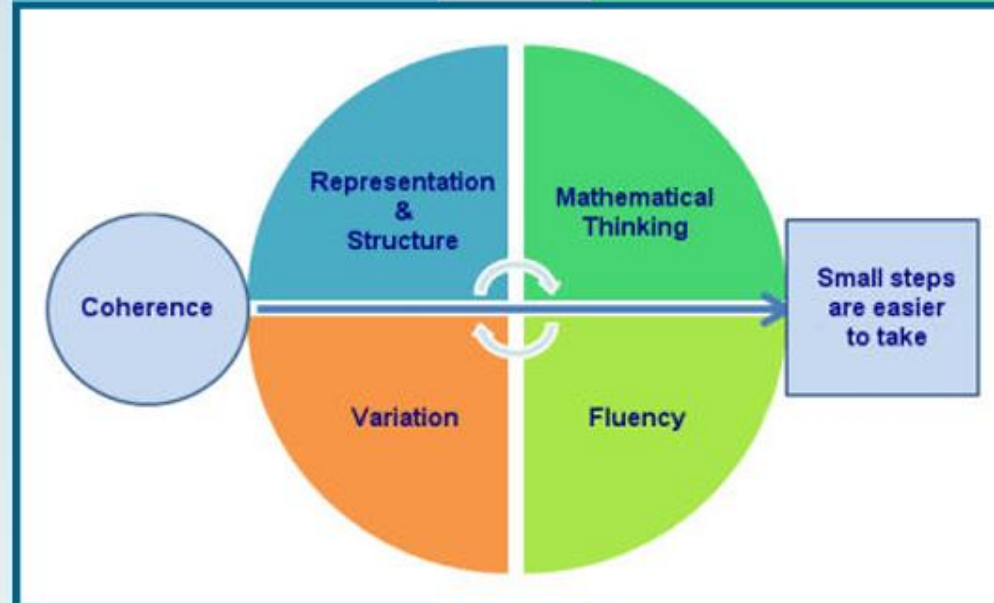 Representation
&
Structure
Mathematical
Thinking
Coherence
Small steps
are easier
to take
Variation
Fluency